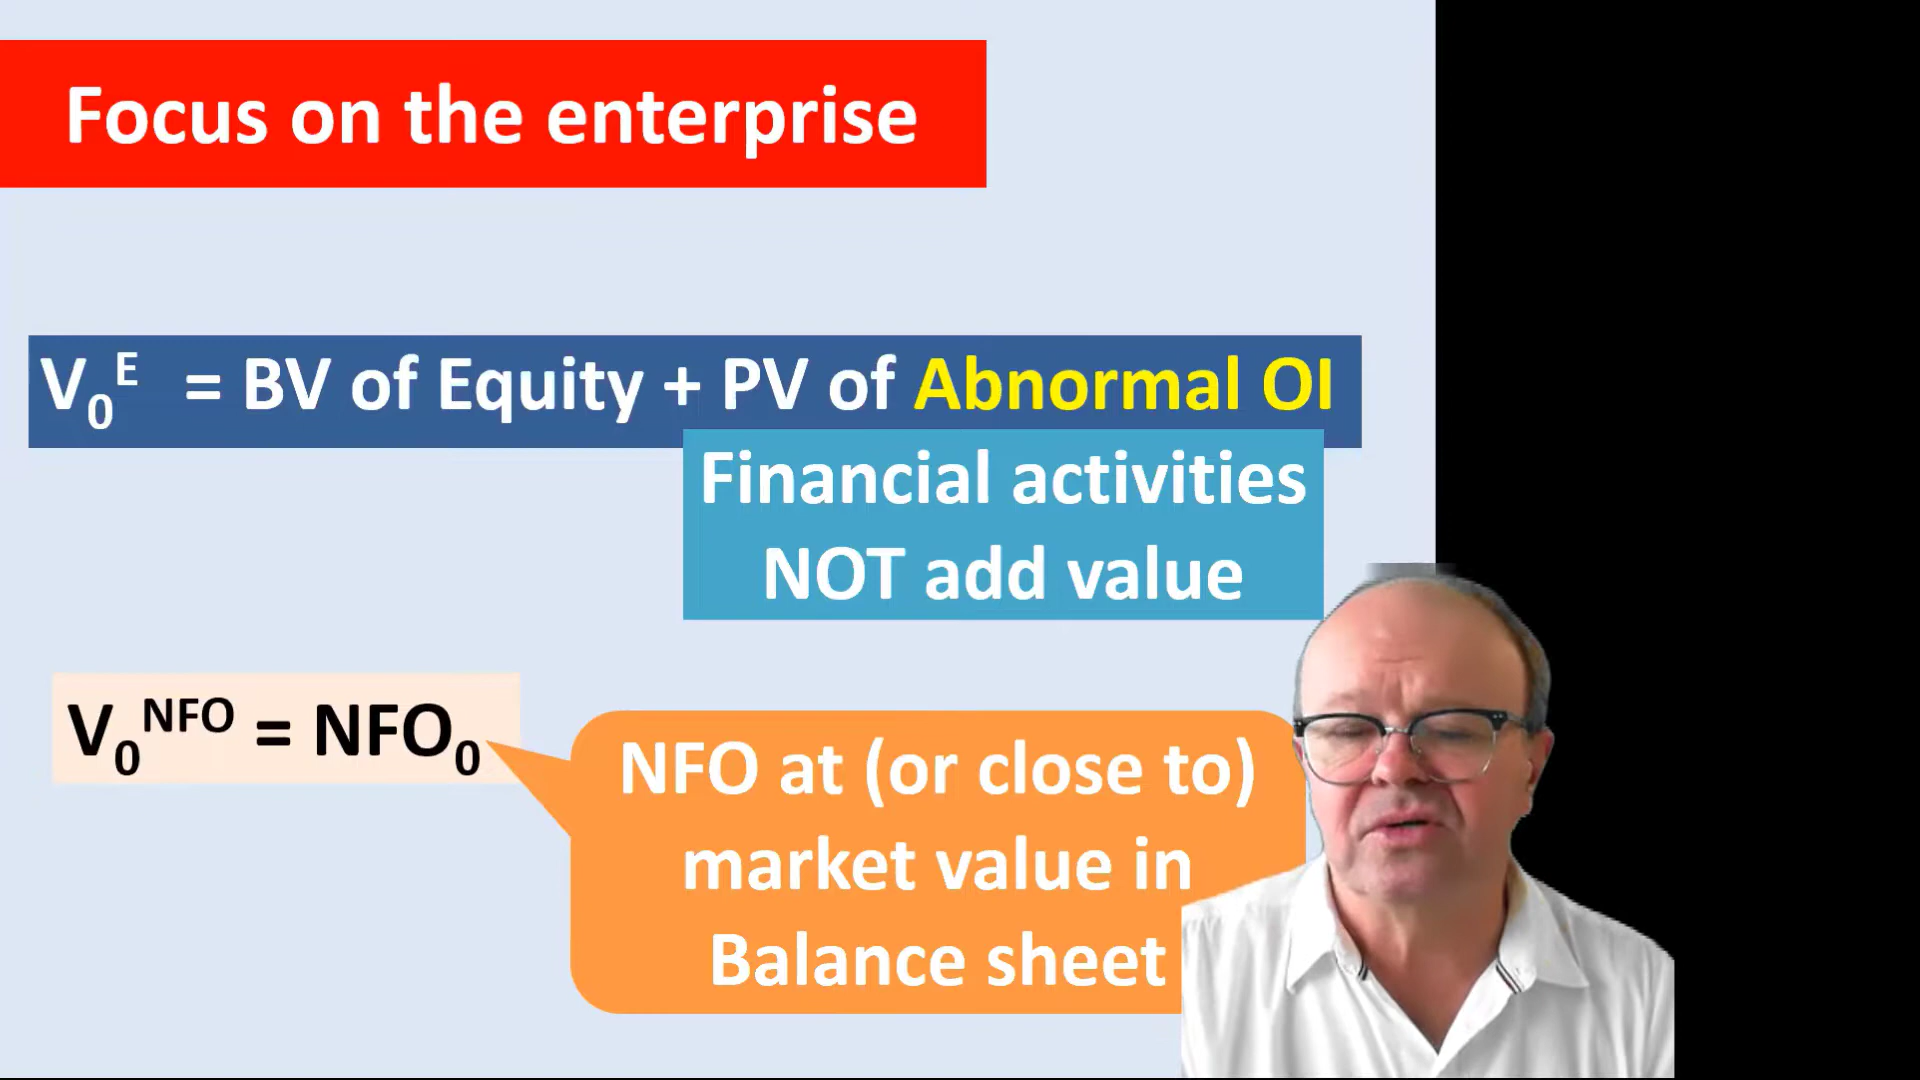 Focus on the enterprise
V₀ᴱ = BV of Equity + PV of Abnormal OI
Financial activities
NOT add value
V₀ᴺᶠᴼ = NFO₀
NFO at (or close to)
market value in
Balance sheet